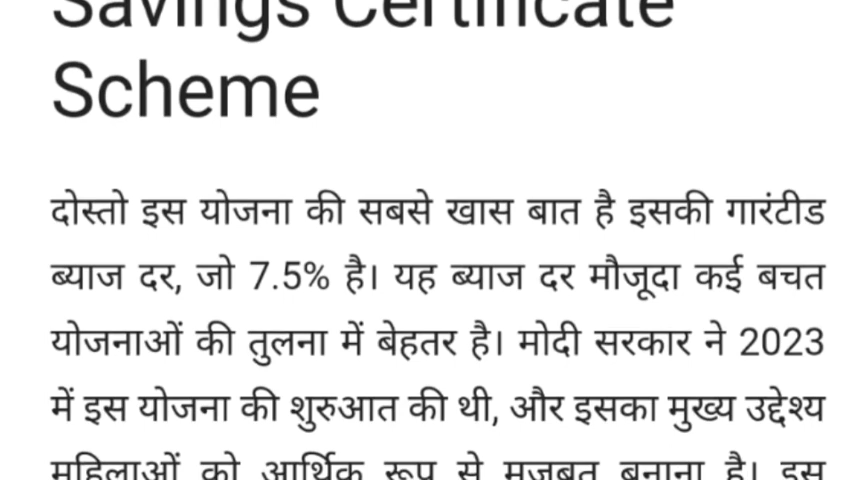 Savings Certificate
Scheme
दोस्तो इस योजना की सबसे खास बात है इसकी गारंटीड
ब्याज दर, जो 7.5% है। यह ब्याज दर मौजूदा कई बचत
योजनाओं की तुलना में बेहतर है। मोदी सरकार ने 2023
में इस योजना की शुरुआत की थी, और इसका मुख्य उद्देश्य
महिलाओं को आर्थिक रूप से मजबूत बनाना है। इस